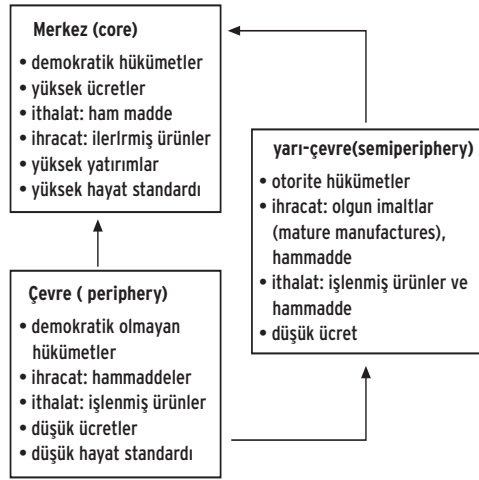 Merkez (core)
• demokratik hükümetler
• yüksek ücretler
• ithalat: ham madde
• ihracat: ilerlrmiş ürünler
• yüksek yatırımlar
• yüksek hayat standardı
yarı-çevre(semiperiphery)
• otorite hükümetler
• ihracat: olgun imaltlar
(mature manufactures),
hammadde
• ithalat: işlenmiş ürünler ve
hammadde
• düşük ücret
Çevre ( periphery)
• demokratik olmayan
hükümetler
• ihracat: hammaddeler
• ithalat: işlenmiş ürünler
• düşük ücretler
• düşük hayat standardı